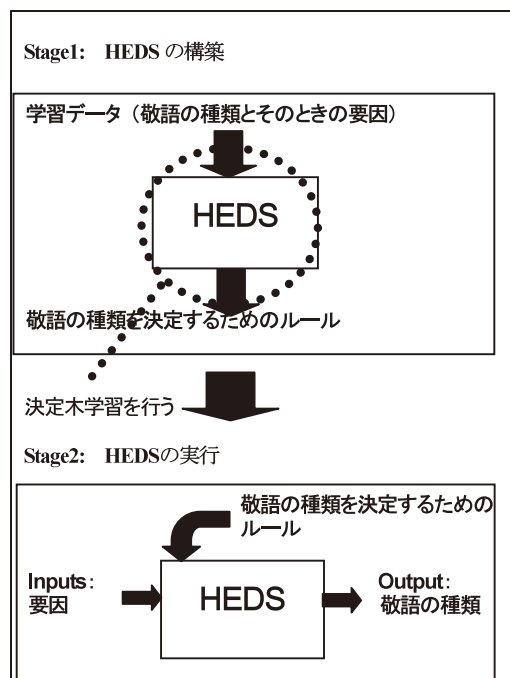 Stage1: HEDS の構築
学習データ（敬語の種類とそのときの要因）
HEDS
敬語の種類を決定するためのルール
決定木学習を行う
Stage2: HEDSの実行
敬語の種類を決定するための
ルール
Inputs：
要因
HEDS
Output：
敬語の種類